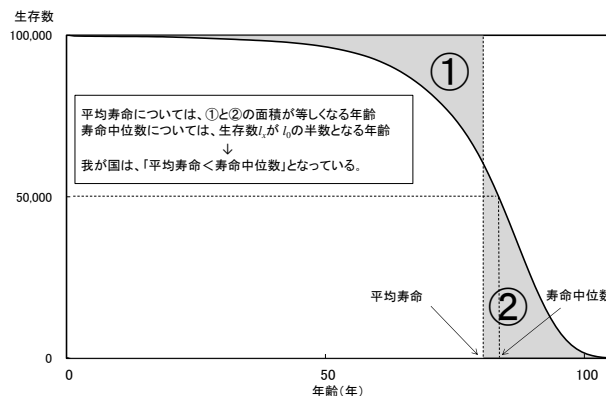 生存数
100,000
①
平均寿命については、①と②の面積が等しくなる年齢
寿命中位数については、生存数lxが l0の半数となる年齢
↓
我が国は、「平均寿命＜寿命中位数」となっている。
50,000
平均寿命
②
寿命中位数
0
0
50
100
年齢(年)